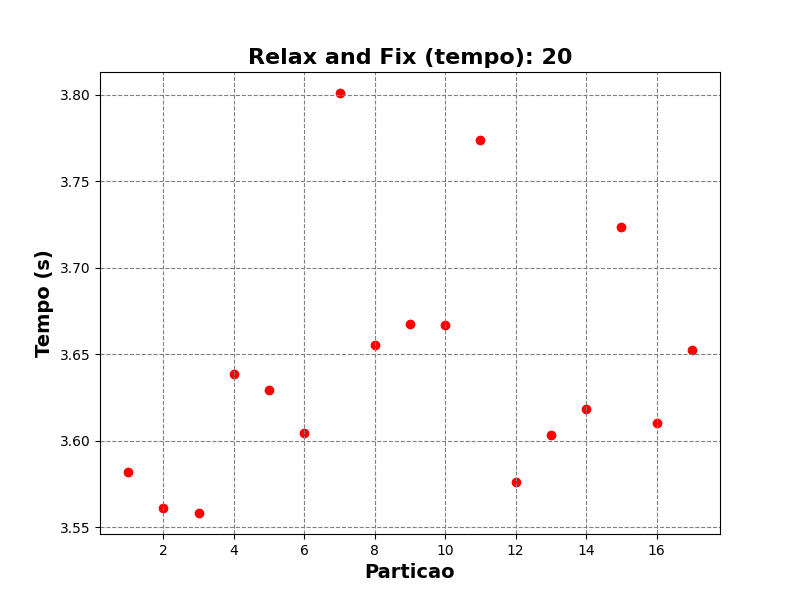 Relax and Fix (tempo): 20
3.80
3.75
3.70
3.65
3.60
3.55
Tempo (s)
2 4 6 8 10 12 14 16
Particao